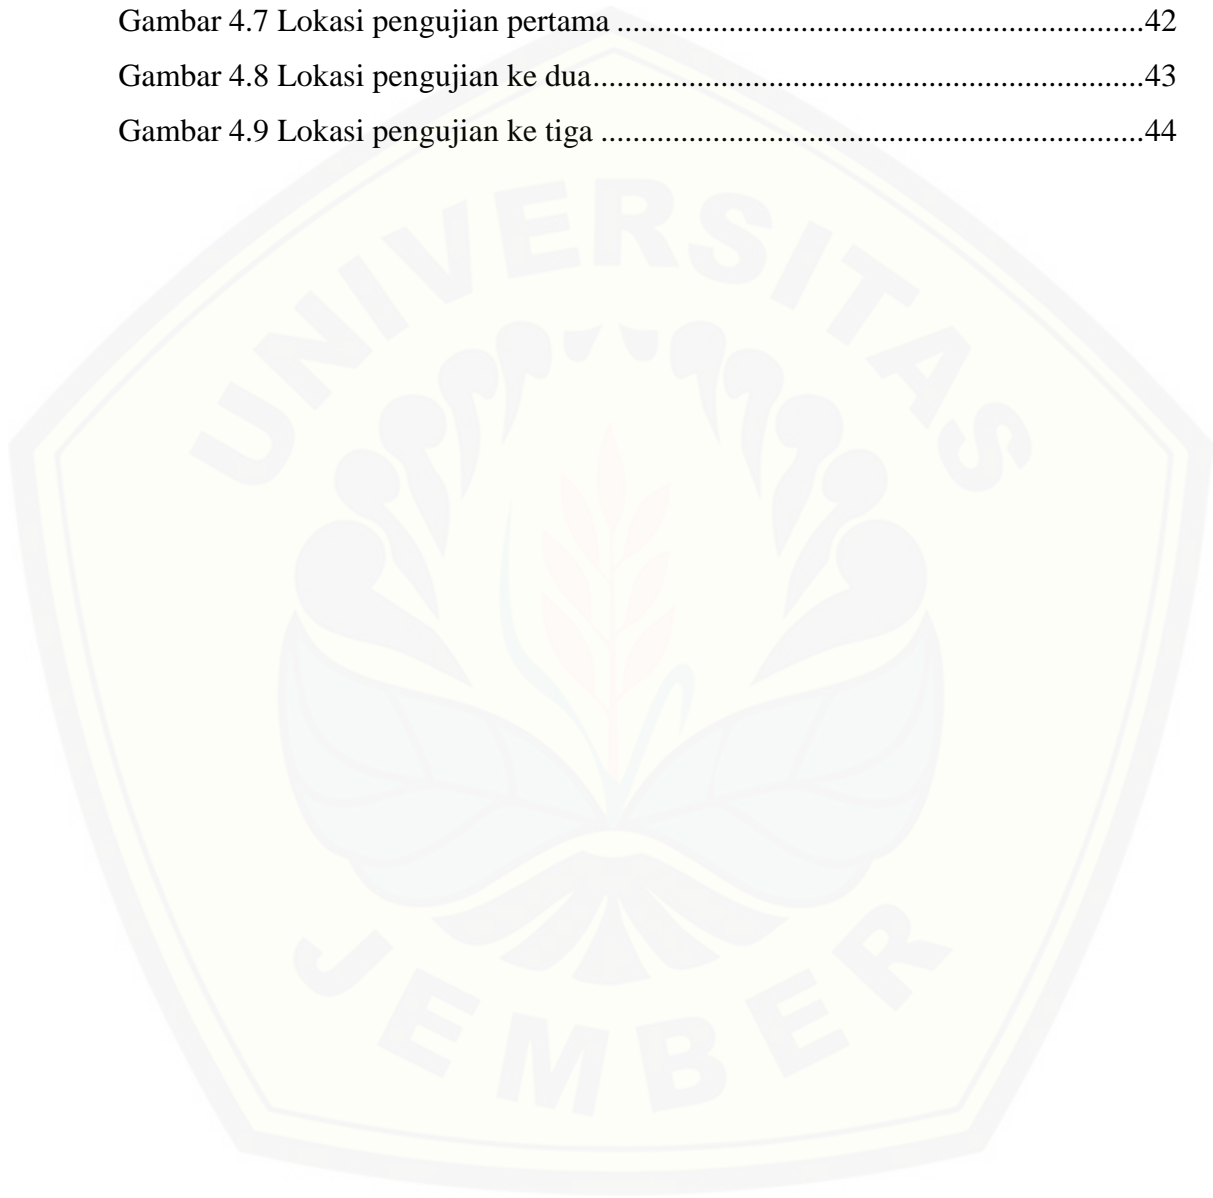 Gambar 4.7 Lokasi pengujian pertama ................................................................42
Gambar 4.8 Lokasi pengujian ke dua...................................................................43
Gambar 4.9 Lokasi pengujian ke tiga ..................................................................44
UNIVERSITAS
JEMBER